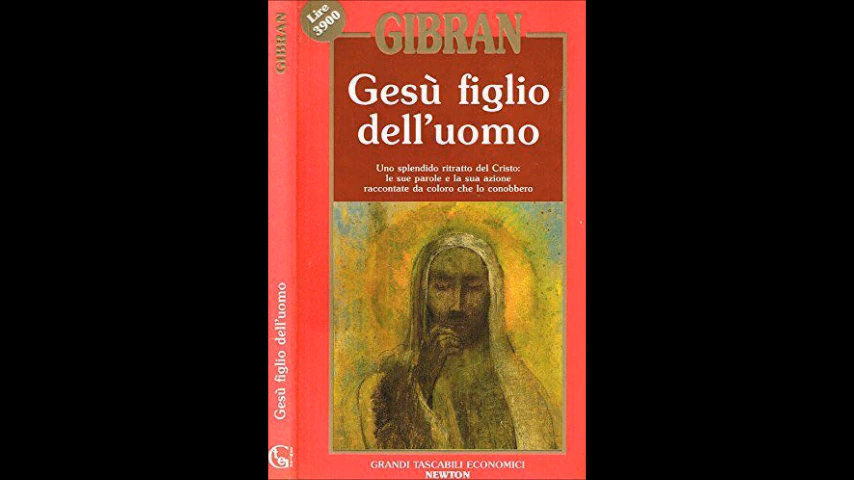 GIBRAN
Gesù figlio dell'uomo
Lire
3900
GIBRAN
Gesù figlio
dell'uomo
Uno splendido ritratto del Cristo:
le sue parole e la sua azione
raccontate da coloro che lo conobbero
GRANDI TASCABILI ECONOMICI
NEWTON